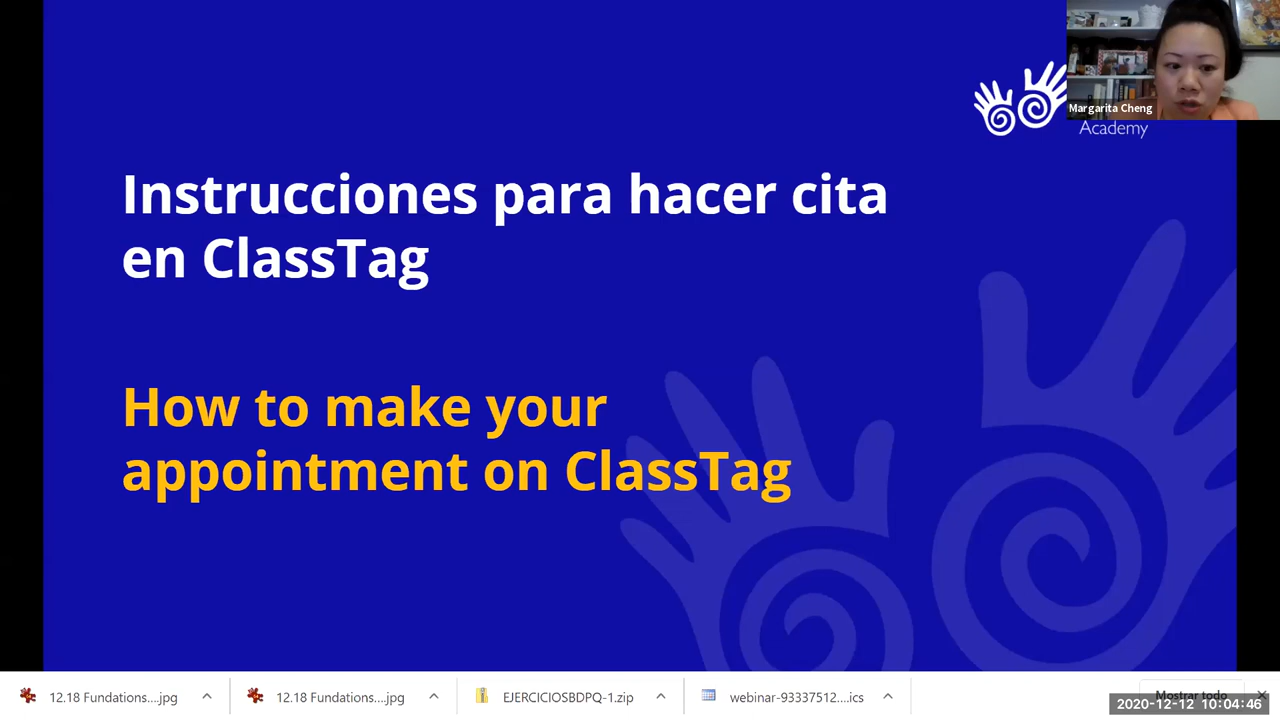 Margarita Cheng
Academy
Instrucciones para hacer cita
en ClassTag
How to make your
appointment on ClassTag
12.18 Fundations....jpg
12.18 Fundations....jpg
EJERCICIOSBDPQ-1.zip
webinar-93337512....ics
Mostrar todo
2020-12-12 10:04:46